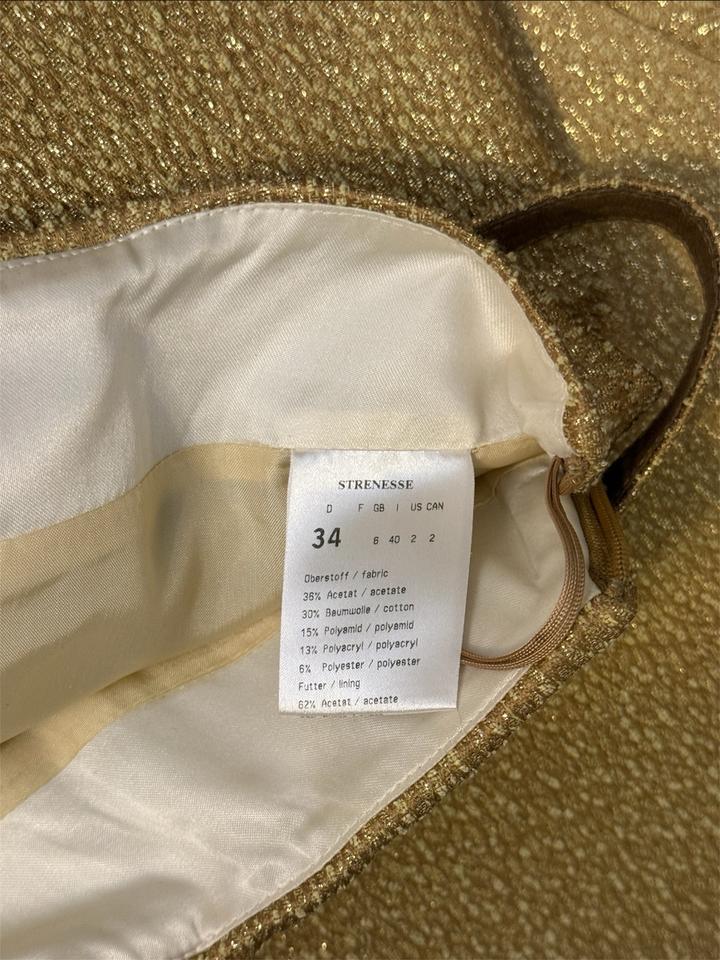 STRENESSE
D F GB I US CAN
34 6 40 2 2
Oberstoff / fabric
36% Acetat / acetate
30% Baumwolle / cotton
15% Polyamid / polyamid
13% Polyacryl / polyacryl
6% Polyester / polyester
Futter / lining
62% Acetat / acetate